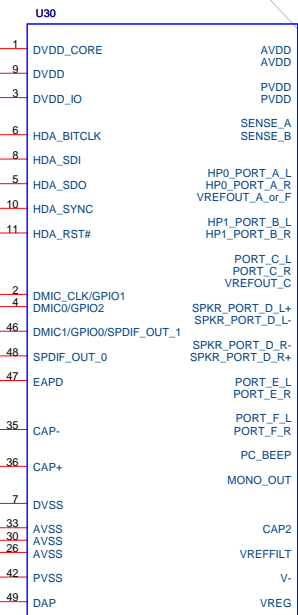 U30
1 DVDD_CORE AVDD
AVDD
9 DVDD
PVDD
3 DVDD_IO PVDD
SENSE_A
6 HDA_BITCLK SENSE_B
8 HDA_SDI
HP0_PORT_A_L
5 HDA_SDO HP0_PORT_A_R
VREFOUT_A_or_F
10 HDA_SYNC
HP1_PORT_B_L
11 HDA_RST# HP1_PORT_B_R
PORT_C_L
PORT_C_R
VREFOUT_C
2 DMIC_CLK/GPIO1
4 DMIC0/GPIO2 SPKR_PORT_D_L+
SPKR_PORT_D_L-
46 DMIC1/GPIO0/SPDIF_OUT_1
SPKR_PORT_D_R-
48 SPDIF_OUT_0 SPKR_PORT_D_R+
47 EAPD PORT_E_L
PORT_E_R
PORT_F_L
35 CAP- PORT_F_R
PC_BEEP
36 CAP+
MONO_OUT
7 DVSS
33 AVSS CAP2
30 AVSS
26 AVSS VREFFILT
42 PVSS V-
49 DAP VREG